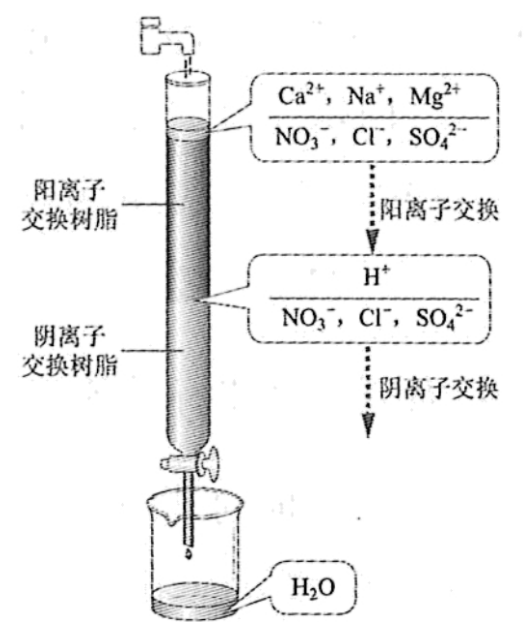 Ca²⁺, Na⁺, Mg²⁺
NO₃⁻, Cl⁻, SO₄²⁻
阳离子
交换树脂
阳离子交换
H⁺
NO₃⁻, Cl⁻, SO₄²⁻
阴离子
交换树脂
阴离子交换
H₂O